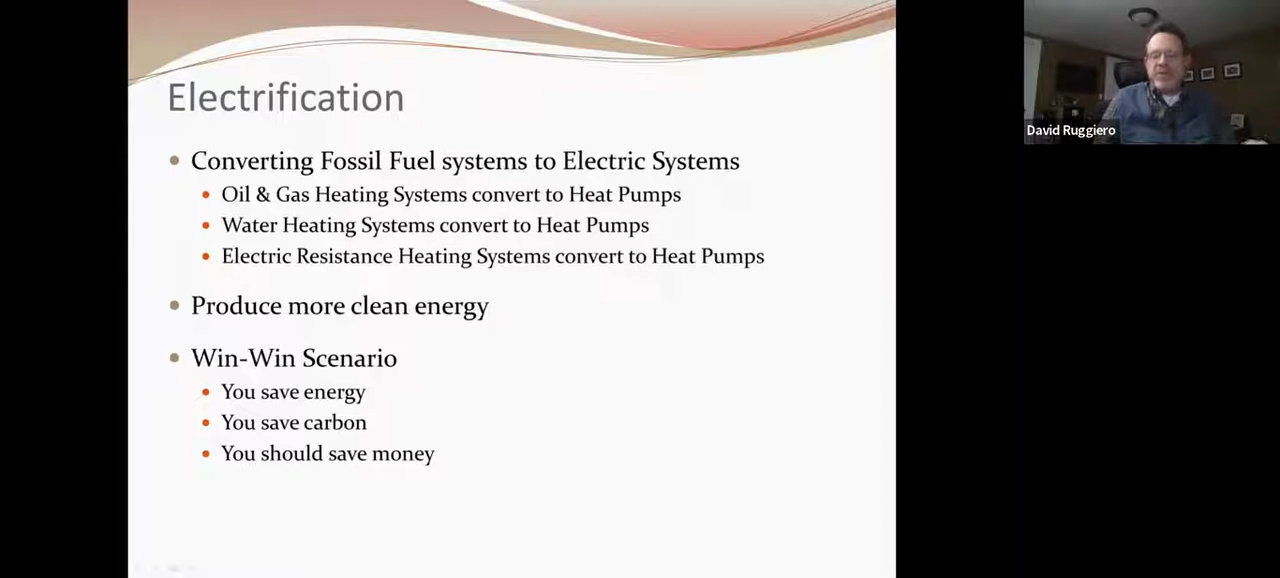 Electrification
Converting Fossil Fuel systems to Electric Systems
Oil & Gas Heating Systems convert to Heat Pumps
Water Heating Systems convert to Heat Pumps
Electric Resistance Heating Systems convert to Heat Pumps
Produce more clean energy
Win-Win Scenario
You save energy
You save carbon
You should save money
David Ruggiero